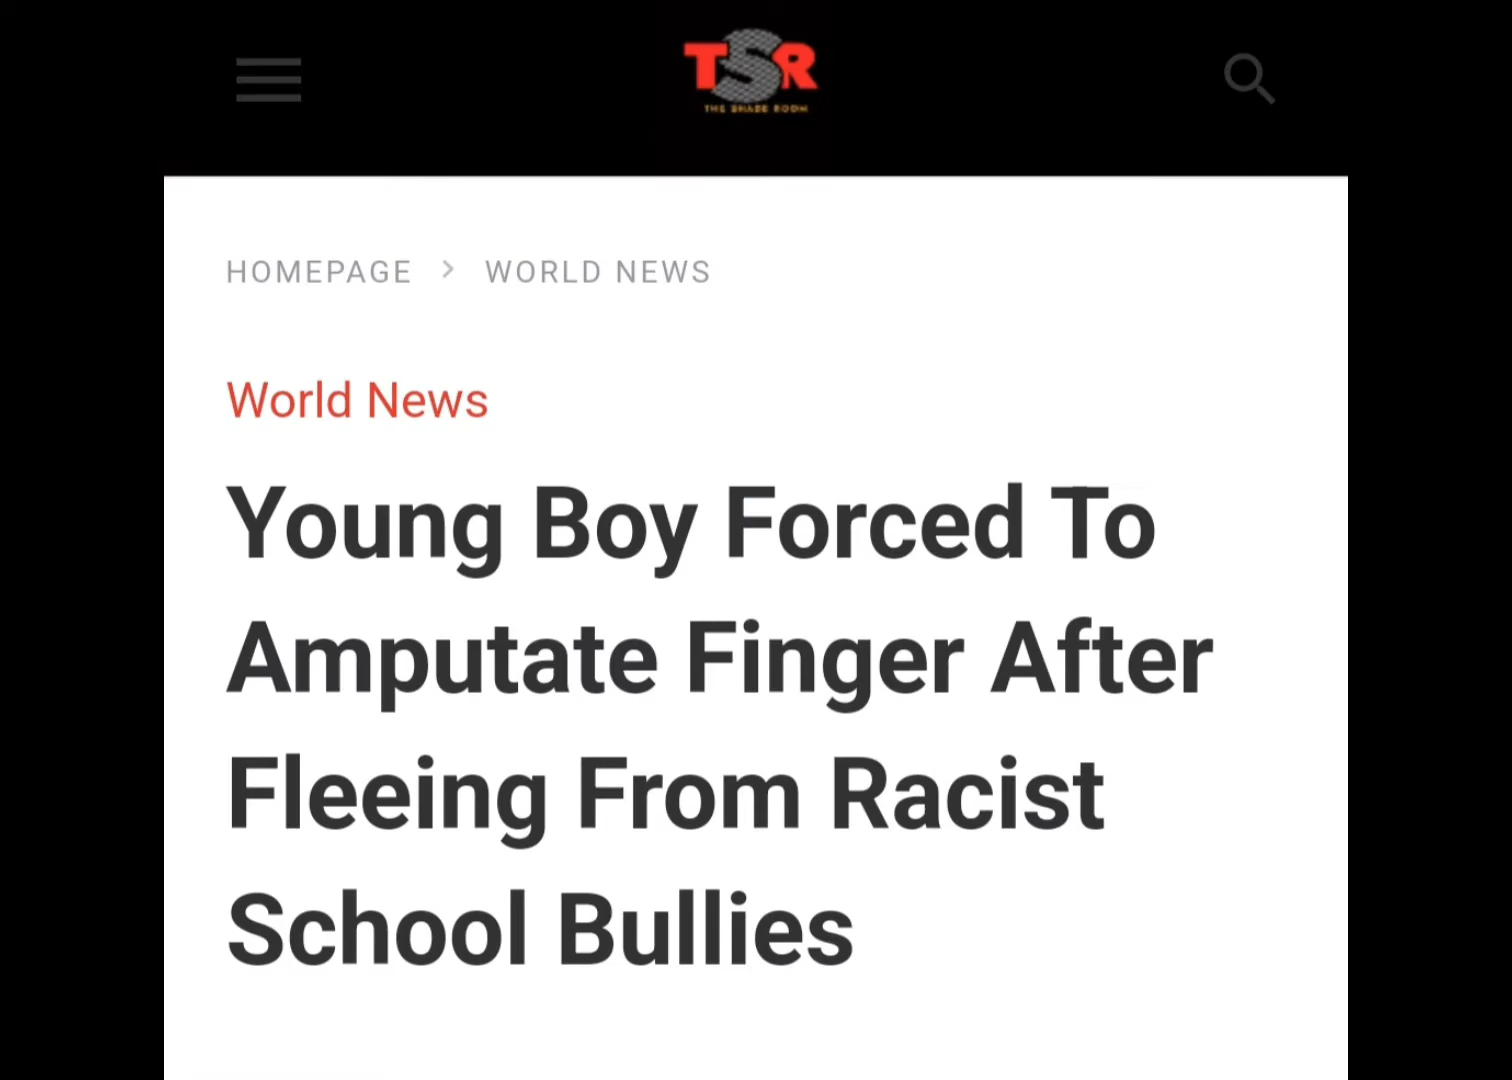 TSR
THE SHADE ROOM
HOMEPAGE > WORLD NEWS
World News
Young Boy Forced To
Amputate Finger After
Fleeing From Racist
School Bullies